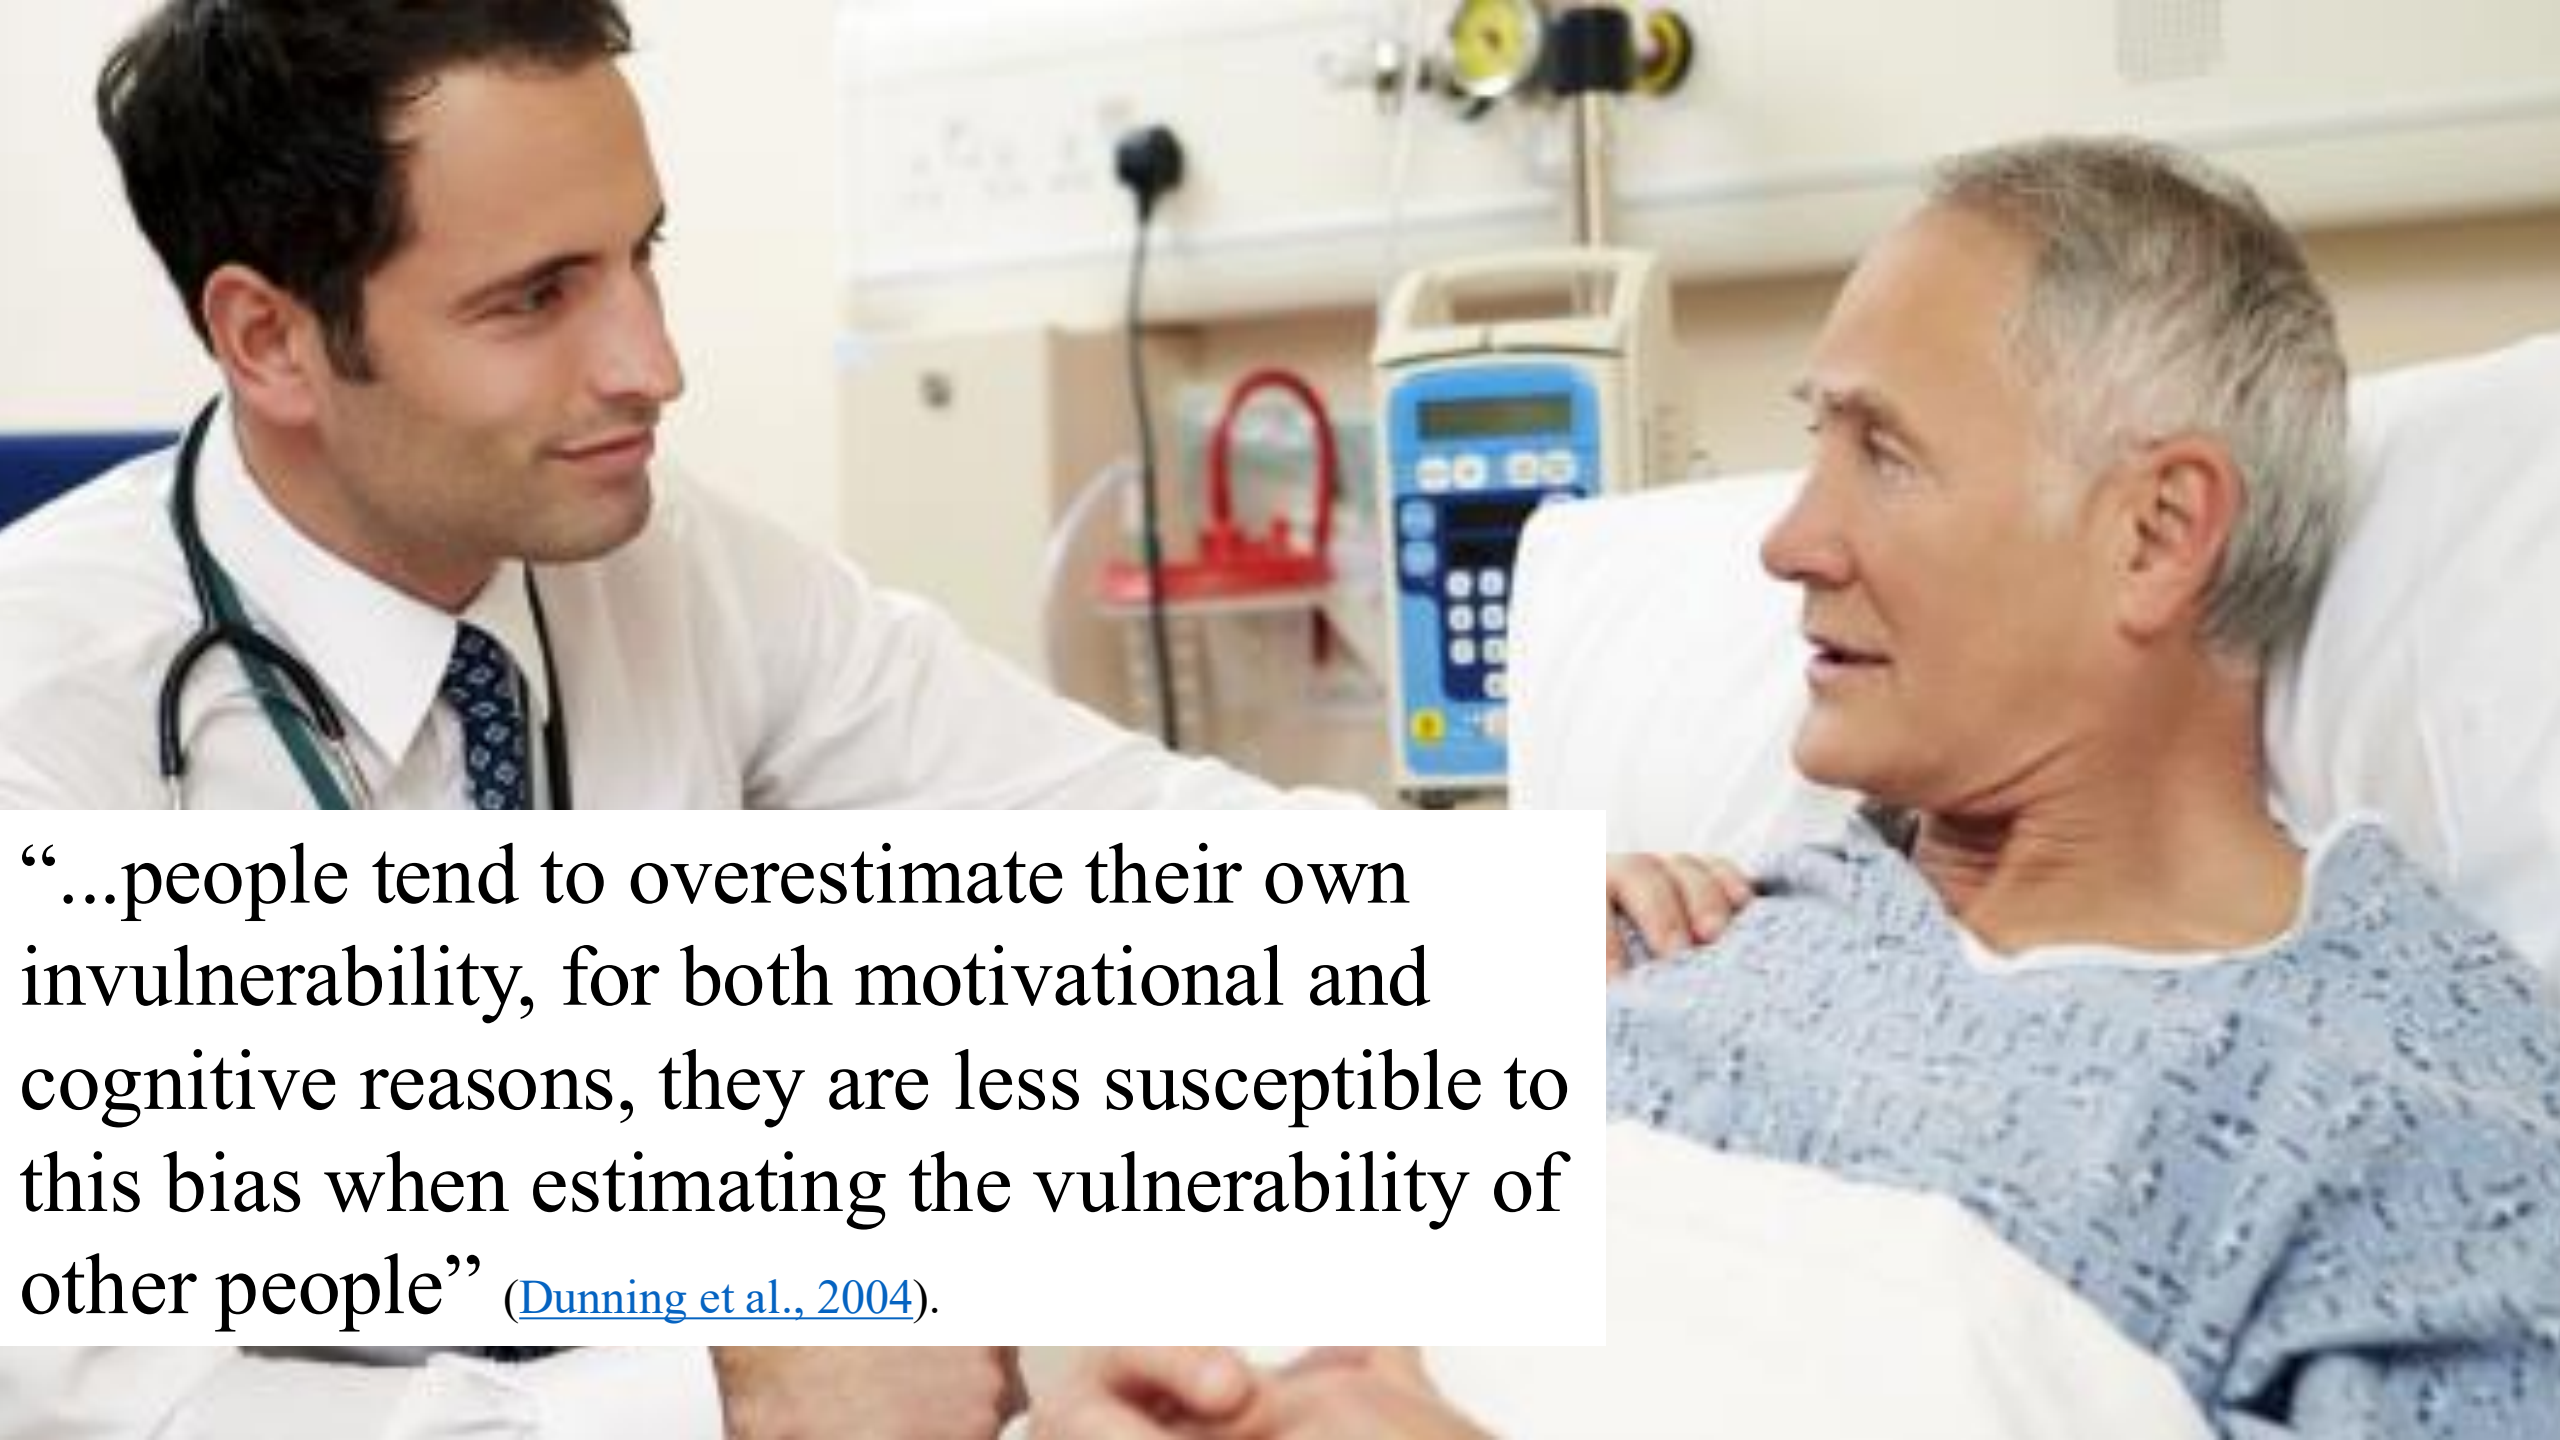 “...people tend to overestimate their own
invulnerability, for both motivational and
cognitive reasons, they are less susceptible to
this bias when estimating the vulnerability of
other people” (Dunning et al., 2004).